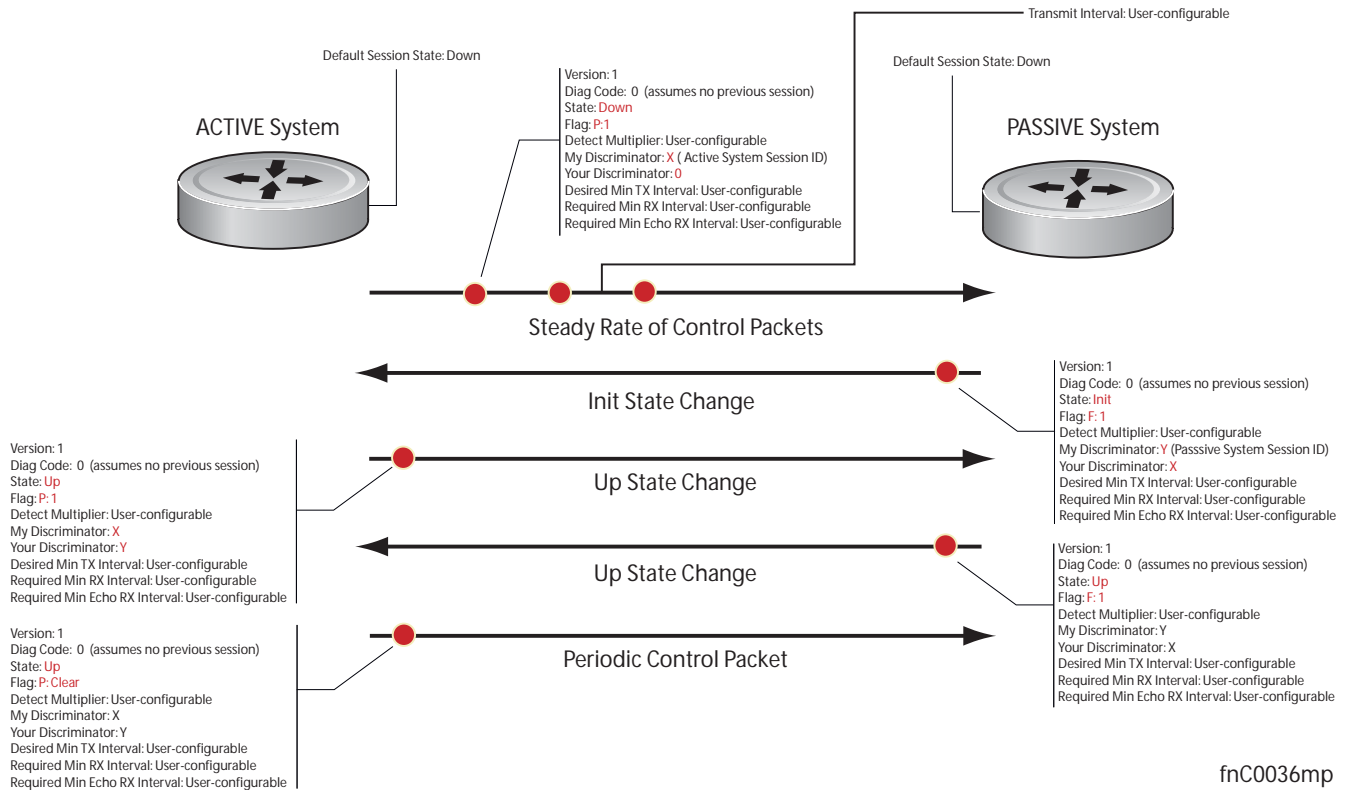 Transmit Interval: User-configurable
Default Session State: Down
Default Session State: Down
ACTIVE System
PASSIVE System
Version: 1
Diag Code: 0 (assumes no previous session)
State: Down
Flag: P:1
Detect Multiplier: User-configurable
My Discriminator: X ( Active System Session ID)
Your Discriminator: 0
Desired Min TX Interval: User-configurable
Required Min RX Interval: User-configurable
Required Min Echo RX Interval: User-configurable
Steady Rate of Control Packets
Init State Change
Version: 1
Diag Code: 0 (assumes no previous session)
State: Init
Flag: F: 1
Detect Multiplier: User-configurable
My Discriminator: Y (Passsive System Session ID)
Your Discriminator: X
Desired Min TX Interval: User-configurable
Required Min RX Interval: User-configurable
Required Min Echo RX Interval: User-configurable
Version: 1
Diag Code: 0 (assumes no previous session)
State: Up
Flag: P: 1
Detect Multiplier: User-configurable
My Discriminator: X
Your Discriminator: Y
Desired Min TX Interval: User-configurable
Required Min RX Interval: User-configurable
Required Min Echo RX Interval: User-configurable
Up State Change
Up State Change
Version: 1
Diag Code: 0 (assumes no previous session)
State: Up
Flag: F: 1
Detect Multiplier: User-configurable
My Discriminator: Y
Your Discriminator: X
Desired Min TX Interval: User-configurable
Required Min RX Interval: User-configurable
Required Min Echo RX Interval: User-configurable
Version: 1
Diag Code: 0 (assumes no previous session)
State: Up
Flag: P: Clear
Detect Multiplier: User-configurable
My Discriminator: X
Your Discriminator: Y
Desired Min TX Interval: User-configurable
Required Min RX Interval: User-configurable
Required Min Echo RX Interval: User-configurable
Periodic Control Packet
fnC0036mp